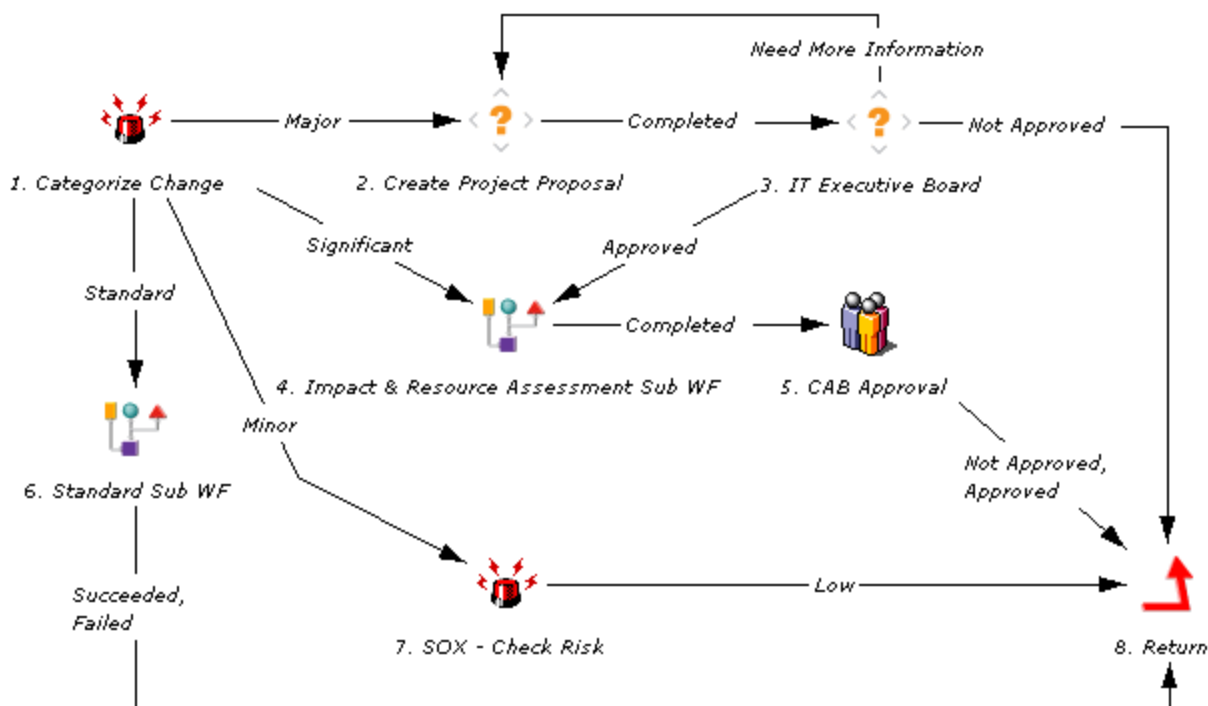 Need More Information
Major
Completed
Not Approved
1. Categorize Change
2. Create Project Proposal
3. IT Executive Board
Significant
Approved
Standard
Completed
4. Impact & Resource Assessment Sub WF
5. CAB Approval
Minor
Not Approved,
Approved
6. Standard Sub WF
Succeeded,
Failed
Low
7. SOX - Check Risk
8. Return